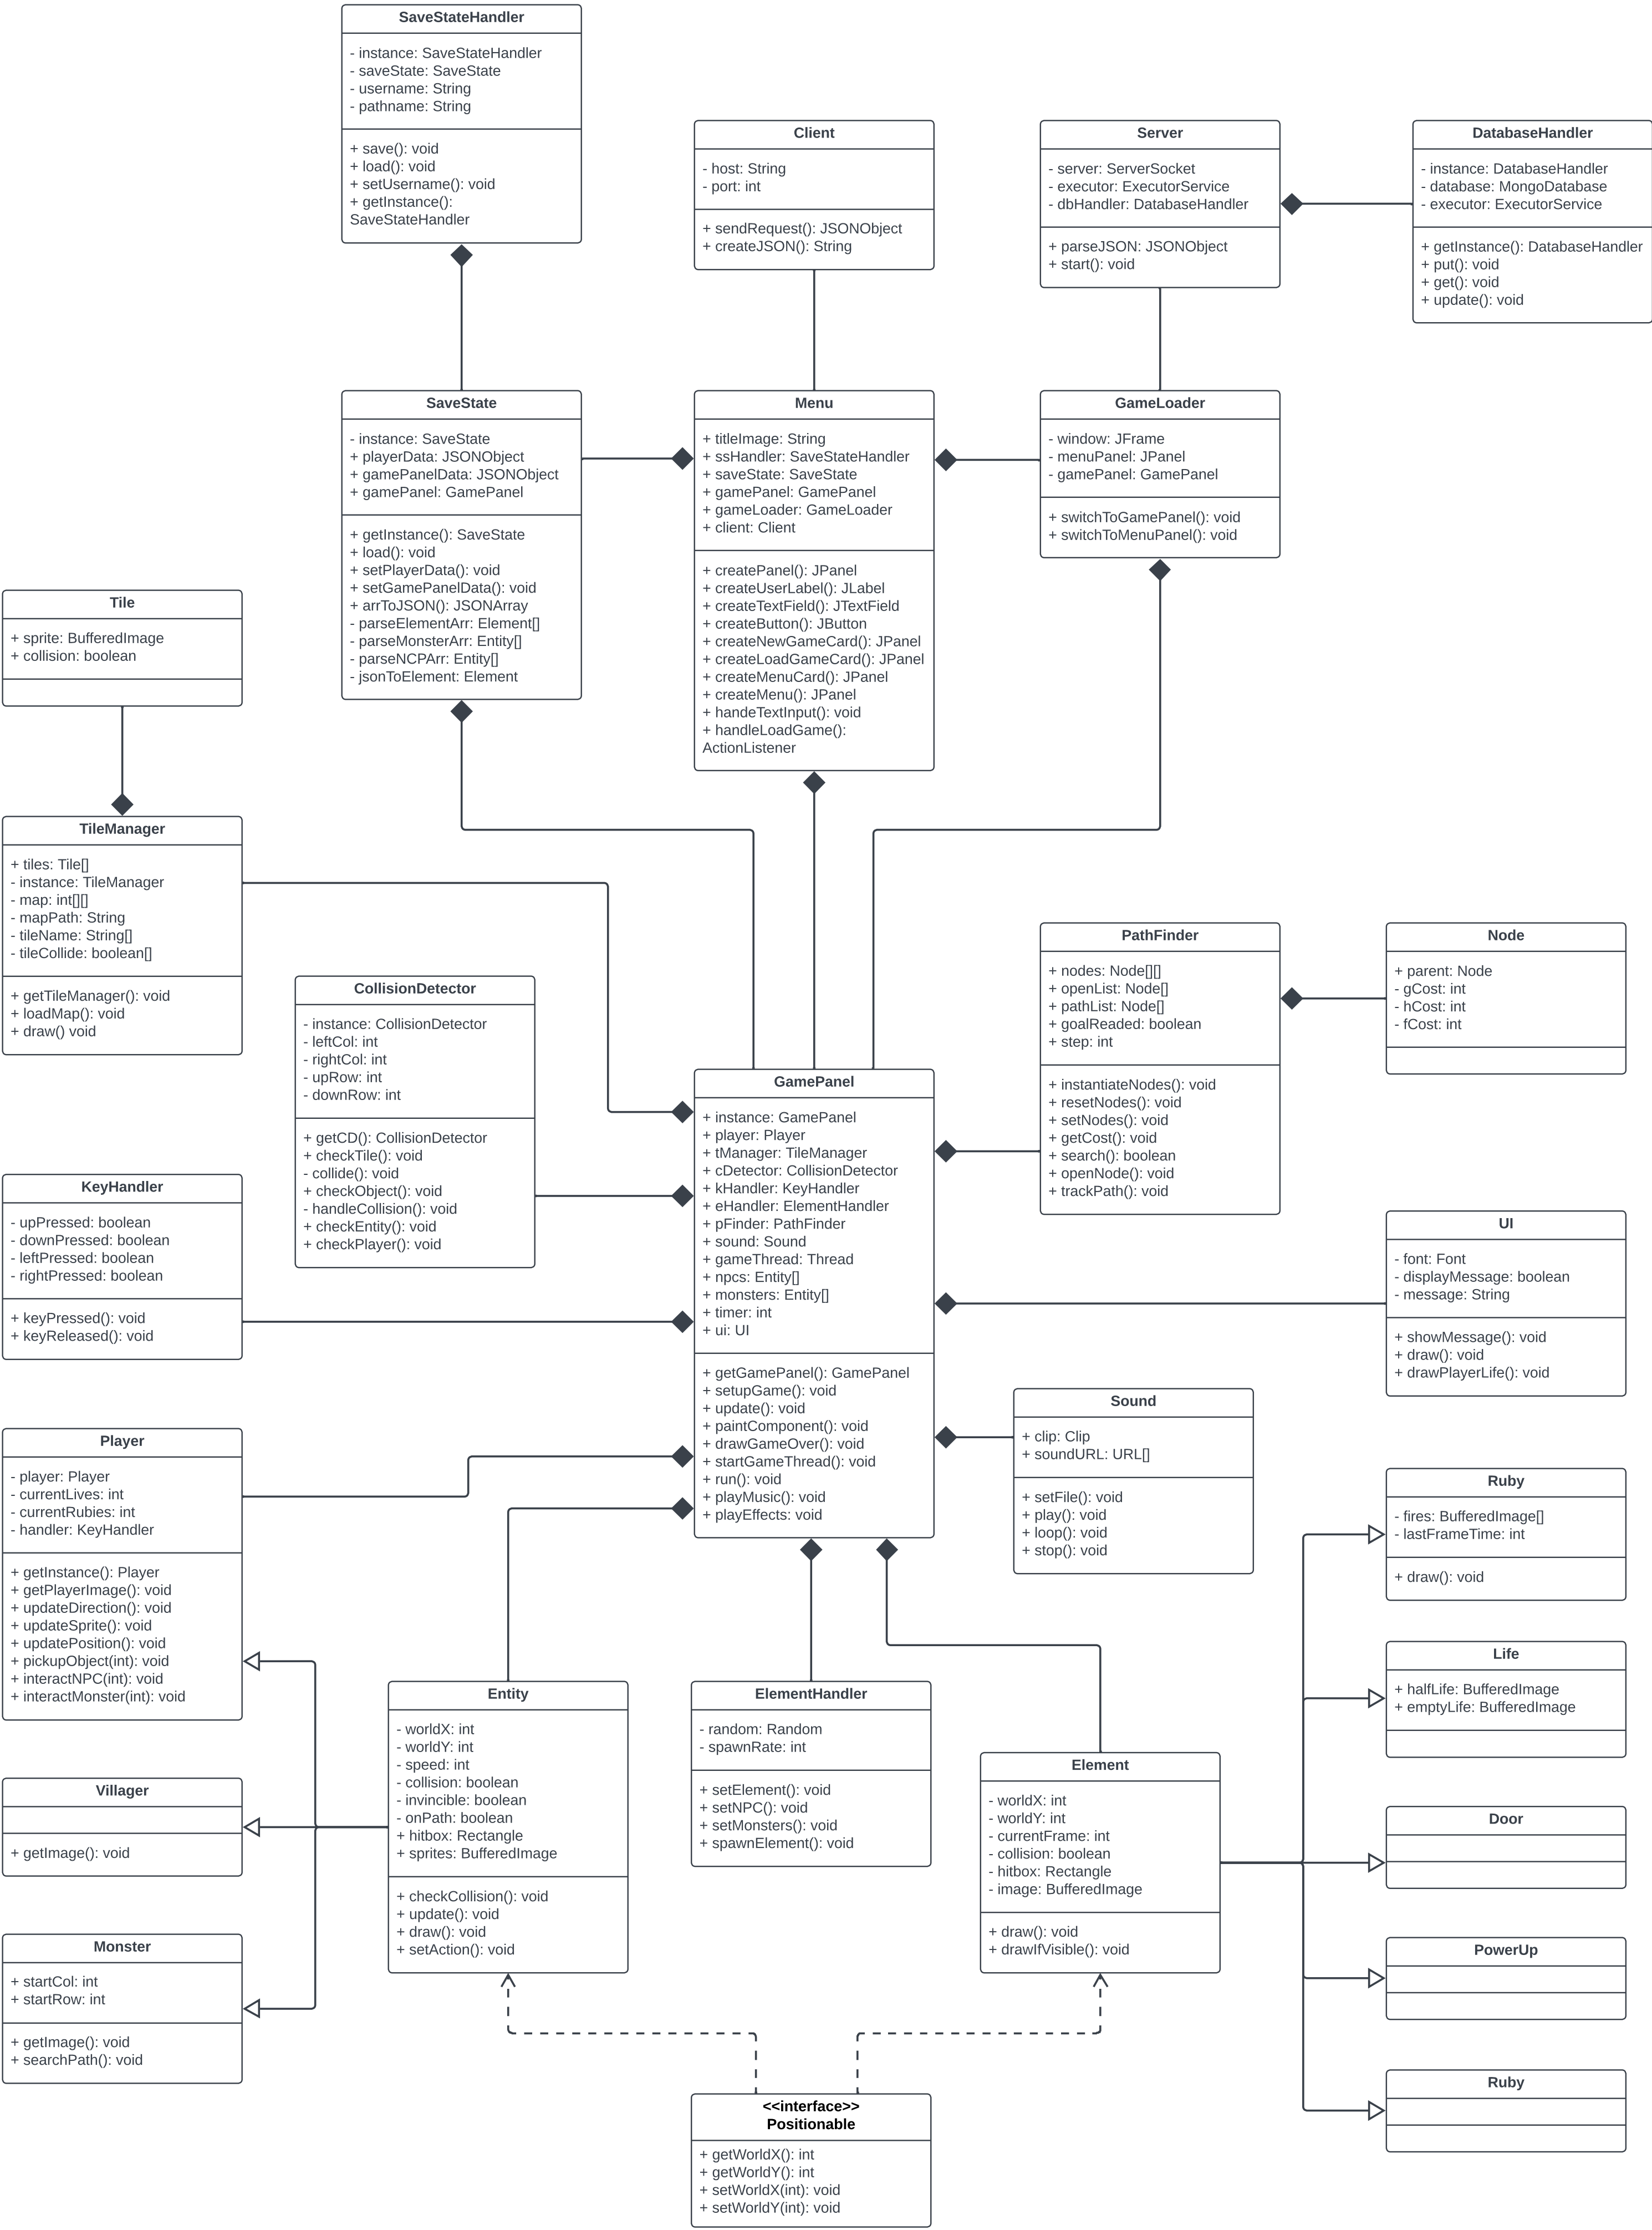 SaveStateHandler
- instance: SaveStateHandler
- saveState: SaveState
- username: String
- pathname: String
+ save(): void
+ load(): void
+ setUsername(): void
+ getInstance():
SaveStateHandler
Client
- host: String
- port: int
+ sendRequest(): JSONObject
+ createJSON(): String
Server
- server: ServerSocket
- executor: ExecutorService
- dbHandler: DatabaseHandler
+ parseJSON: JSONObject
+ start(): void
DatabaseHandler
- instance: DatabaseHandler
- database: MongoDatabase
- executor: ExecutorService
+ getInstance(): DatabaseHandler
+ put(): void
+ get(): void
+ update(): void
SaveState
- instance: SaveState
+ playerData: JSONObject
+ gamePanelData: JSONObject
+ gamePanel: GamePanel
+ getInstance(): SaveState
+ load(): void
+ setPlayerData(): void
+ setGamePanelData(): void
+ arrToJSON(): JSONArray
- parseElementArr: Element[]
- parseMonsterArr: Entity[]
- parseNCPArr: Entity[]
- jsonToElement: Element
Menu
+ titleImage: String
+ ssHandler: SaveStateHandler
+ saveState: SaveState
+ gamePanel: GamePanel
+ gameLoader: GameLoader
+ client: Client
+ createPanel(): JPanel
+ createUserLabel(): JLabel
+ createTextField(): JTextField
+ createButton(): JButton
+ createNewGameCard(): JPanel
+ createLoadGameCard(): JPanel
+ createMenuCard(): JPanel
+ createMenu(): JPanel
+ handeTextInput(): void
+ handleLoadGame():
ActionListener
GameLoader
- window: JFrame
- menuPanel: JPanel
- gamePanel: GamePanel
+ switchToGamePanel(): void
+ switchToMenuPanel(): void
Tile
+ sprite: BufferedImage
+ collision: boolean
TileManager
+ tiles: Tile[]
- instance: TileManager
- map: int[][]
- mapPath: String
- tileName: String[]
- tileCollide: boolean[]
+ getTileManager(): void
+ loadMap(): void
+ draw() void
CollisionDetector
- instance: CollisionDetector
- leftCol: int
- rightCol: int
- upRow: int
- downRow: int
+ getCD(): CollisionDetector
+ checkTile(): void
- collide(): void
+ checkObject(): void
- handleCollision(): void
+ checkEntity(): void
+ checkPlayer(): void
PathFinder
+ nodes: Node[][]
+ openList: Node[]
+ pathList: Node[]
+ goalReaded: boolean
+ step: int
+ instantiateNodes(): void
+ resetNodes(): void
+ setNodes(): void
+ getCost(): void
+ search(): boolean
+ openNode(): void
+ trackPath(): void
Node
+ parent: Node
- gCost: int
- hCost: int
- fCost: int
GamePanel
+ instance: GamePanel
+ player: Player
+ tManager: TileManager
+ cDetector: CollisionDetector
+ kHandler: KeyHandler
+ eHandler: ElementHandler
+ pFinder: PathFinder
+ sound: Sound
+ gameThread: Thread
+ npcs: Entity[]
+ monsters: Entity[]
+ timer: int
+ ui: UI
+ getGamePanel(): GamePanel
+ setupGame(): void
+ update(): void
+ paintComponent(): void
+ drawGameOver(): void
+ startGameThread(): void
+ run(): void
+ playMusic(): void
+ playEffects: void
KeyHandler
- upPressed: boolean
- downPressed: boolean
- leftPressed: boolean
- rightPressed: boolean
+ keyPressed(): void
+ keyReleased(): void
UI
- font: Font
- displayMessage: boolean
- message: String
+ showMessage(): void
+ draw(): void
+ drawPlayerLife(): void
Sound
+ clip: Clip
+ soundURL: URL[]
+ setFile(): void
+ play(): void
+ loop(): void
+ stop(): void
Player
- player: Player
- currentLives: int
- currentRubies: int
- handler: KeyHandler
+ getInstance(): Player
+ getPlayerImage(): void
+ updateDirection(): void
+ updateSprite(): void
+ updatePosition(): void
+ pickupObject(int): void
+ interactNPC(int): void
+ interactMonster(int): void
Ruby
- fires: BufferedImage[]
- lastFrameTime: int
+ draw(): void
Life
+ halfLife: BufferedImage
+ emptyLife: BufferedImage
Entity
- worldX: int
- worldY: int
- speed: int
- collision: boolean
- invincible: boolean
- onPath: boolean
+ hitbox: Rectangle
+ sprites: BufferedImage
+ checkCollision(): void
+ update(): void
+ draw(): void
+ setAction(): void
ElementHandler
- random: Random
- spawnRate: int
+ setElement(): void
+ setNPC(): void
+ setMonsters(): void
+ spawnElement(): void
Element
- worldX: int
- worldY: int
- currentFrame: int
- collision: boolean
- hitbox: Rectangle
- image: BufferedImage
+ draw(): void
+ drawIfVisible(): void
Villager
+ getImage(): void
Door
Monster
+ startCol: int
+ startRow: int
+ getImage(): void
+ searchPath(): void
PowerUp
Ruby
<<interface>>
Positionable
+ getWorldX(): int
+ getWorldY(): int
+ setWorldX(int): void
+ setWorldY(int): void